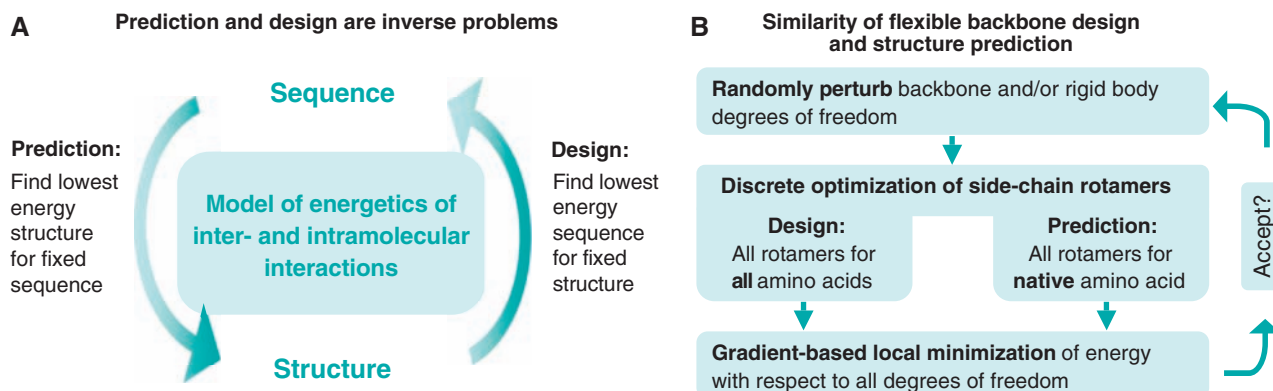 A
Prediction and design are inverse problems
Sequence
Prediction:
Find lowest
energy
structure
for fixed
sequence
Model of energetics of
inter- and intramolecular
interactions
Design:
Find lowest
energy
sequence
for fixed
structure
Structure
B
Similarity of flexible backbone design
and structure prediction
Randomly perturb backbone and/or rigid body
degrees of freedom
Discrete optimization of side-chain rotamers
Design:
All rotamers for
all amino acids
Prediction:
All rotamers for
native amino acid
Gradient-based local minimization of energy
with respect to all degrees of freedom
Accept?